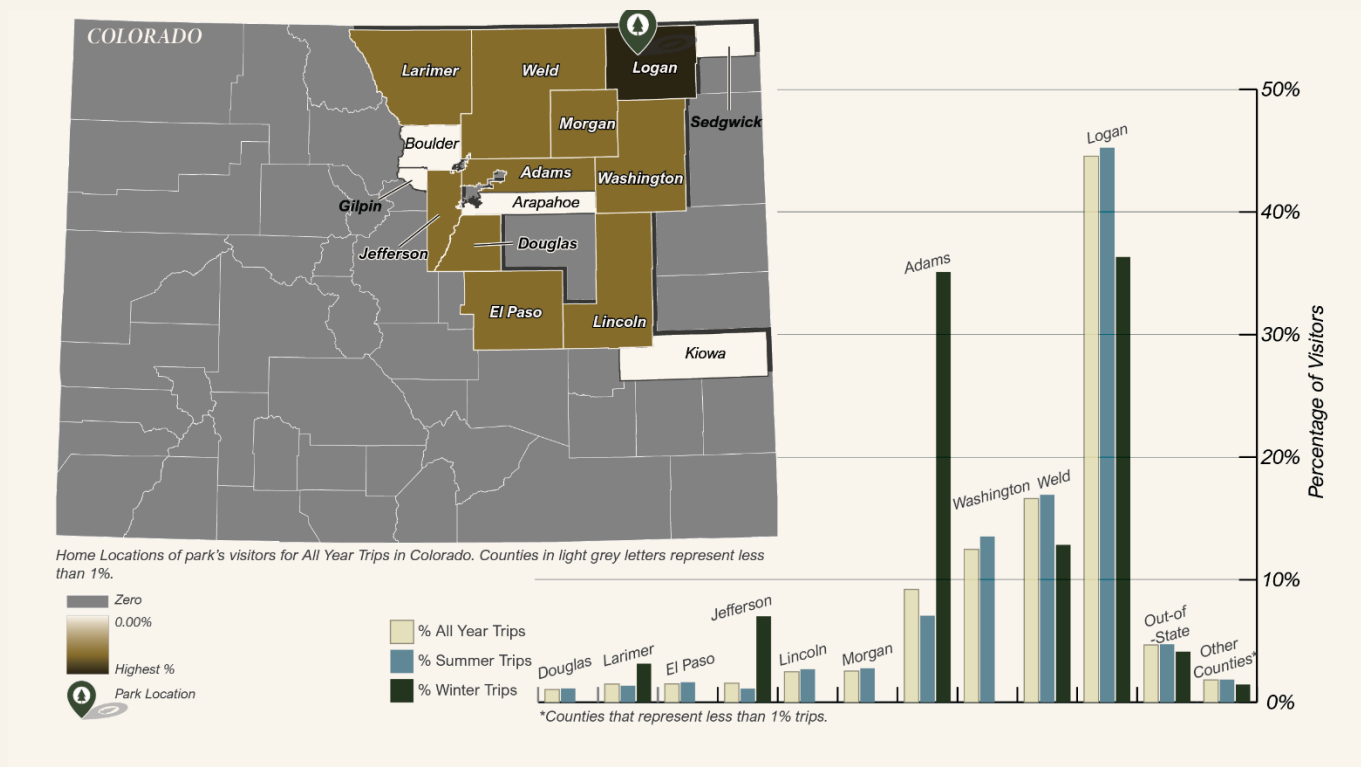 COLORADO
Larimer
Weld
Logan
Sedgwick
Morgan
Boulder
Adams
Washington
Gilpin
Arapahoe
Jefferson
Douglas
El Paso
Lincoln
Kiowa
Home Locations of park's visitors for All Year Trips in Colorado. Counties in light grey letters represent less
than 1%.
Zero
0.00%
Highest %
Park Location
% All Year Trips
% Summer Trips
% Winter Trips
50%
40%
30%
20%
10%
0%
Percentage of Visitors
Douglas
Larimer
El Paso
Jefferson
Lincoln
Morgan
Adams
Washington
Weld
Logan
Out-of
-State
Other
Counties*
*Counties that represent less than 1% trips.